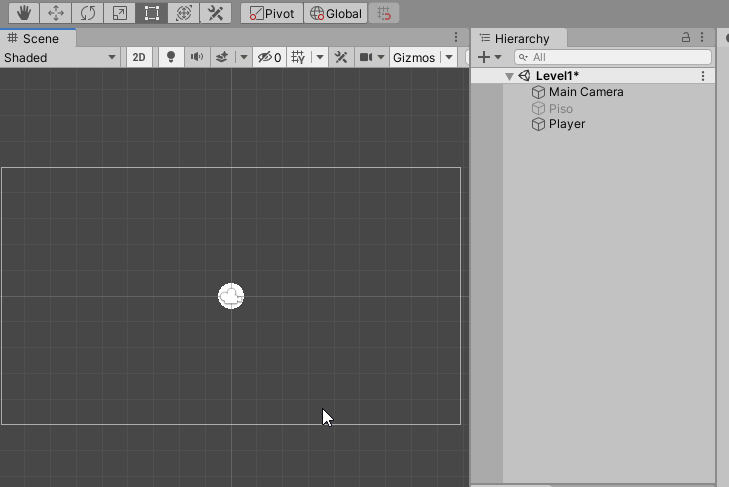 Pivot Global
Scene
Hierarchy
Shaded 2D 0 Gizmos
All
Level1*
Main Camera
Piso
Player